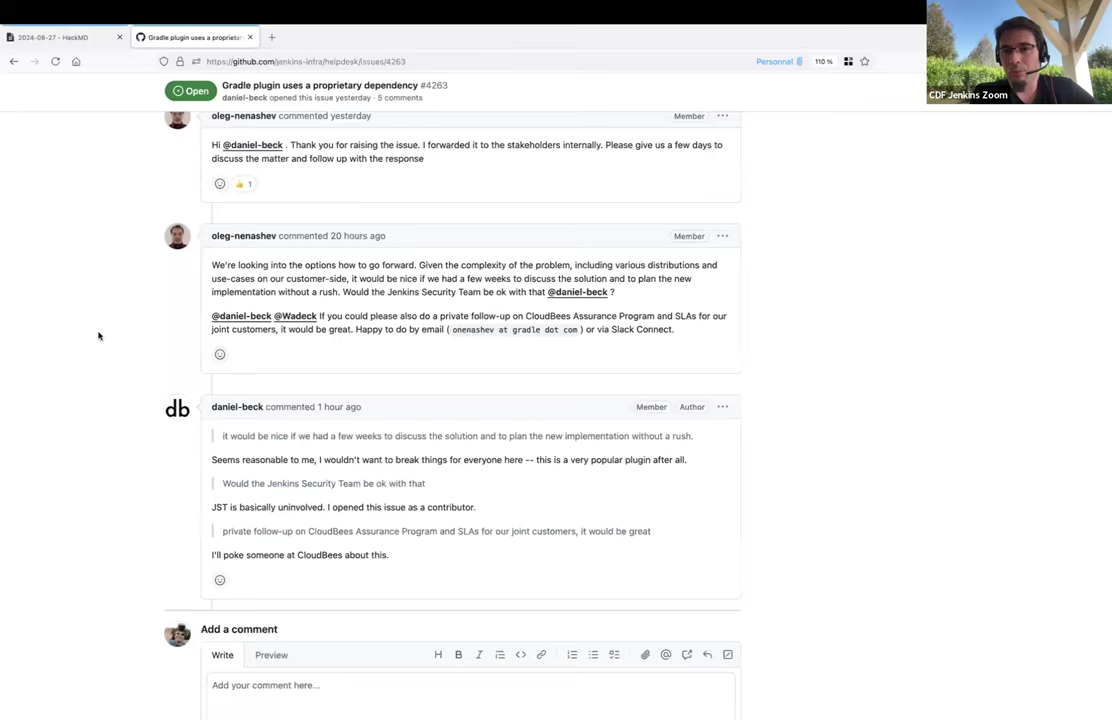 2024-08-27 - HackMD
Gradle plugin uses a proprietar
https://github.com/jenkins-infra/helpdesk/issues/4263
Personnel
110 %
CDF Jenkins Zoom
Open
Gradle plugin uses a proprietary dependency #4263
daniel-beck opened this issue yesterday · 5 comments
oleg-nenashev commented yesterday
Member
Hi @daniel-beck . Thank you for raising the issue. I forwarded it to the stakeholders internally. Please give us a few days to
discuss the matter and follow up with the response
1
oleg-nenashev commented 20 hours ago
Member
We're looking into the options how to go forward. Given the complexity of the problem, including various distributions and
use-cases on our customer-side, it would be nice if we had a few weeks to discuss the solution and to plan the new
implementation without a rush. Would the Jenkins Security Team be ok with that @daniel-beck ?
@daniel-beck @Wadeck If you could please also do a private follow-up on CloudBees Assurance Program and SLAs for our
joint customers, it would be great. Happy to do by email ( onenashev at gradle dot com ) or via Slack Connect.
db
daniel-beck commented 1 hour ago
Member
Author
it would be nice if we had a few weeks to discuss the solution and to plan the new implementation without a rush.
Seems reasonable to me, I wouldn't want to break things for everyone here -- this is a very popular plugin after all.
Would the Jenkins Security Team be ok with that
JST is basically uninvolved. I opened this issue as a contributor.
private follow-up on CloudBees Assurance Program and SLAs for our joint customers, it would be great
I'll poke someone at CloudBees about this.
Add a comment
Write
Preview
H B I
Add your comment here...